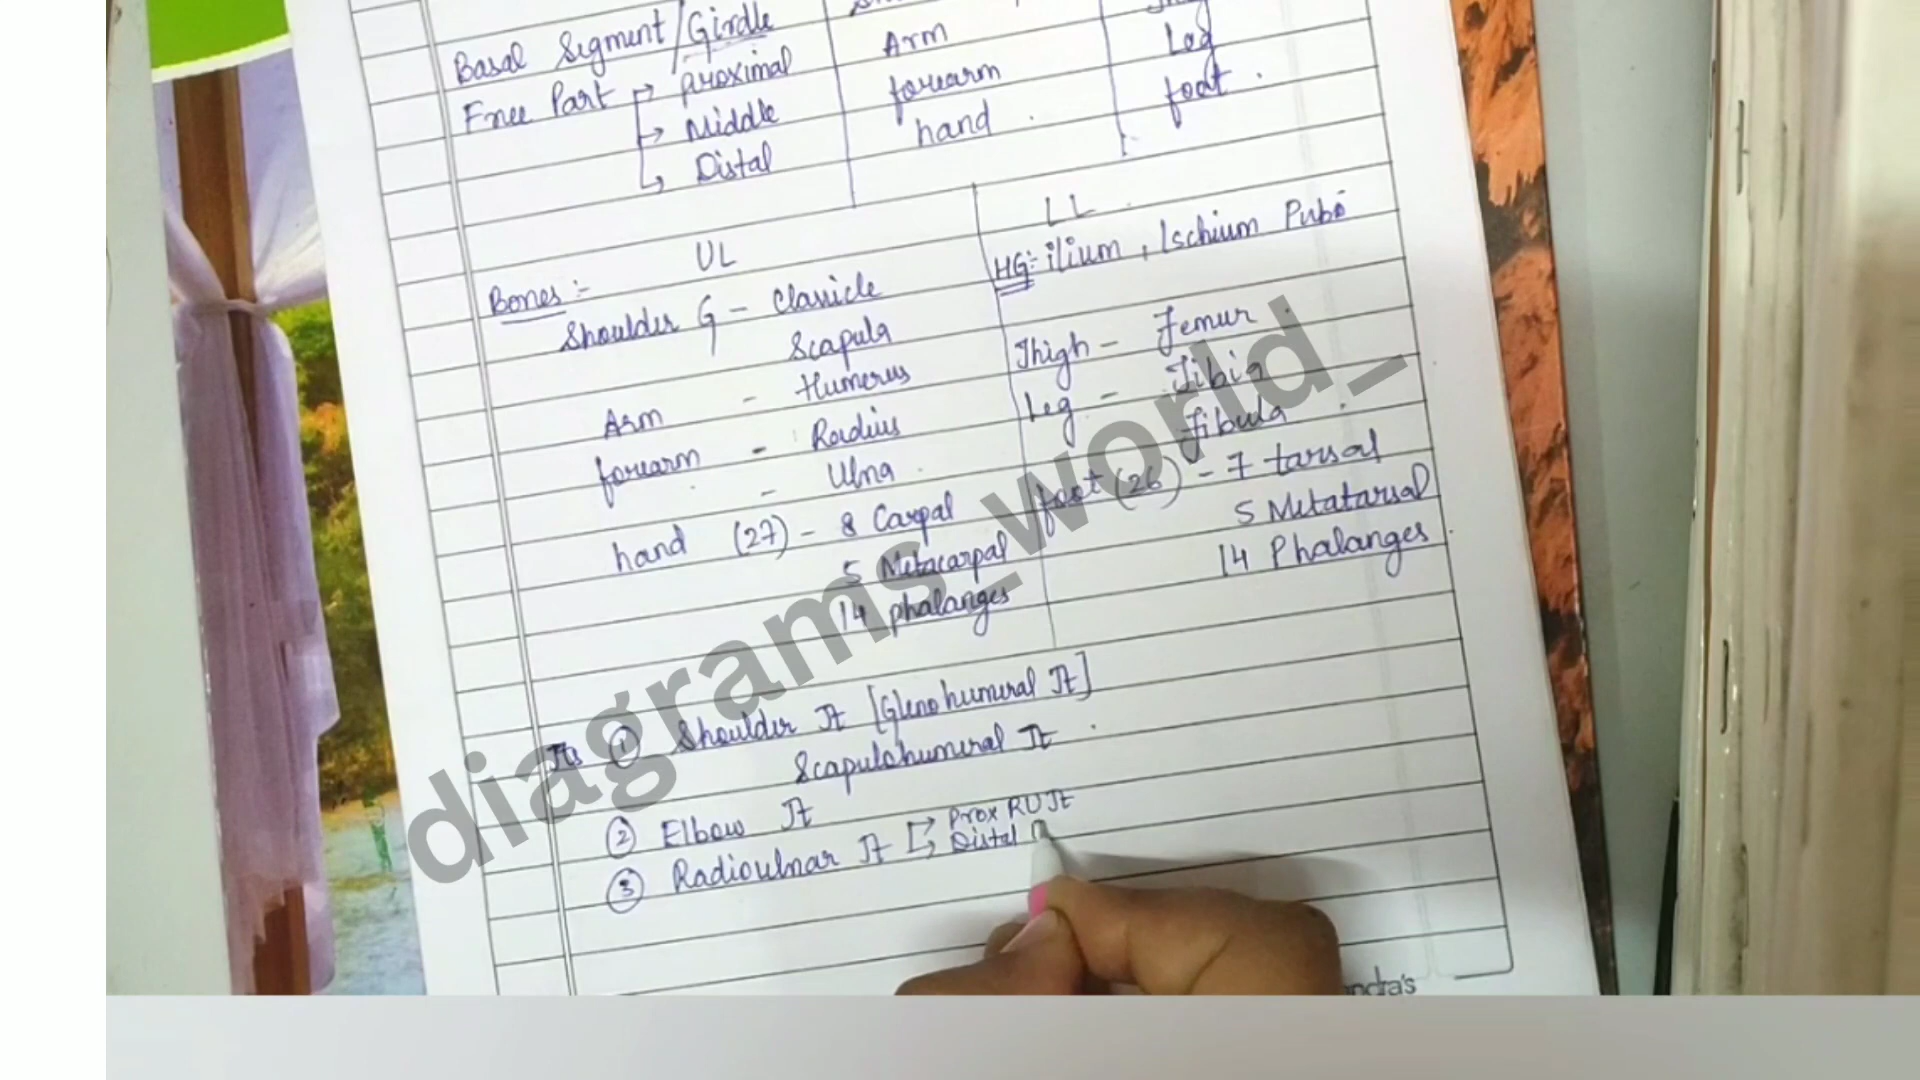 Basal Segment/Girdle
Free Part → proximal Arm Leg
→ Middle forearm foot.
→ Distal hand.
UL LL
Bones:- HG:- ilium, Ischium Pubis
Shoulder G - Clavicle
Scapula Thigh - Femur
Arm - Humerus Leg - Tibia
forearm - Radius Fibula
- Ulna
hand (27) - 8 Carpal foot (26) - 7 tarsal
5 Metacarpal 5 Metatarsal
14 phalanges 14 Phalanges
Jts ① Shoulder Jt [Glenohumeral Jt]
Scapulohumeral Jt
② Elbow Jt
③ Radioulnar Jt → Prox RUJt
→ Distal
diagrams_world_